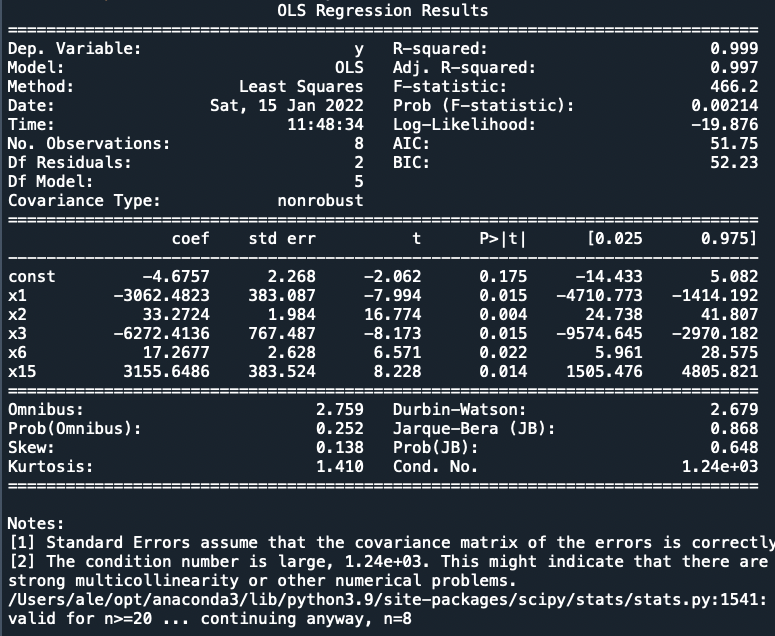 OLS Regression Results
==============================================================================
Dep. Variable:                      y   R-squared:                       0.999
Model:                            OLS   Adj. R-squared:                  0.997
Method:                 Least Squares   F-statistic:                     466.2
Date:                Sat, 15 Jan 2022   Prob (F-statistic):            0.00214
Time:                        11:48:34   Log-Likelihood:                -19.876
No. Observations:                   8   AIC:                             51.75
Df Residuals:                       2   BIC:                             52.23
Df Model:                           5
Covariance Type:            nonrobust
==============================================================================
                 coef    std err          t      P>|t|      [0.025      0.975]
------------------------------------------------------------------------------
const         -4.6757      2.268     -2.062      0.175     -14.433       5.082
x1         -3062.4823    383.087     -7.994      0.015   -4710.773   -1414.192
x2            33.2724      1.984     16.774      0.004      24.738      41.807
x3         -6272.4136    767.487     -8.173      0.015   -9574.645   -2970.182
x6            17.2677      2.628      6.571      0.022       5.961      28.575
x15         3155.6486    383.524      8.228      0.014    1505.476    4805.821
==============================================================================
Omnibus:                        2.759   Durbin-Watson:                   2.679
Prob(Omnibus):                  0.252   Jarque-Bera (JB):                0.868
Skew:                           0.138   Prob(JB):                        0.648
Kurtosis:                       1.410   Cond. No.                     1.24e+03
==============================================================================
Notes:
[1] Standard Errors assume that the covariance matrix of the errors is correctly
[2] The condition number is large, 1.24e+03. This might indicate that there are
strong multicollinearity or other numerical problems.
/Users/ale/opt/anaconda3/lib/python3.9/site-packages/scipy/stats/stats.py:1541:
valid for n>=20 ... continuing anyway, n=8